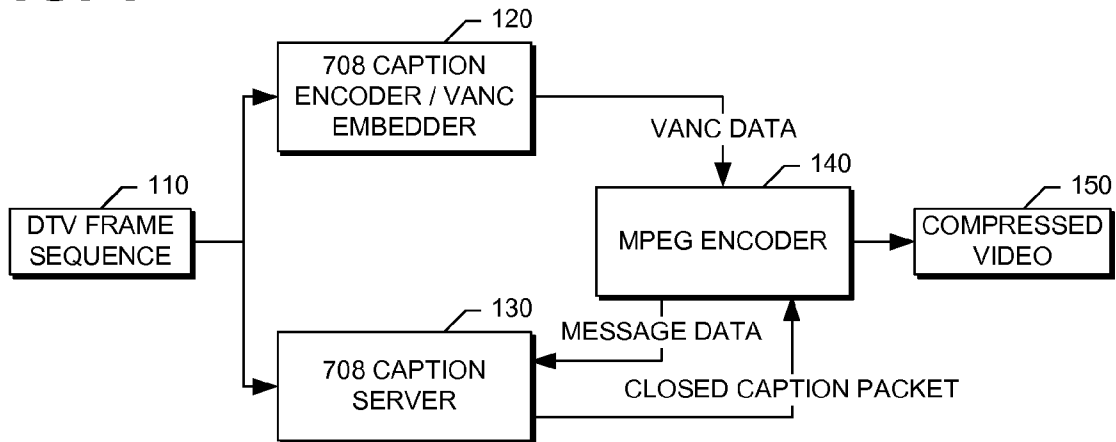 120
708 CAPTION
ENCODER / VANC
EMBEDDER
VANC DATA
110
DTV FRAME
SEQUENCE
140
MPEG ENCODER
150
COMPRESSED
VIDEO
130
708 CAPTION
SERVER
MESSAGE DATA
CLOSED CAPTION PACKET